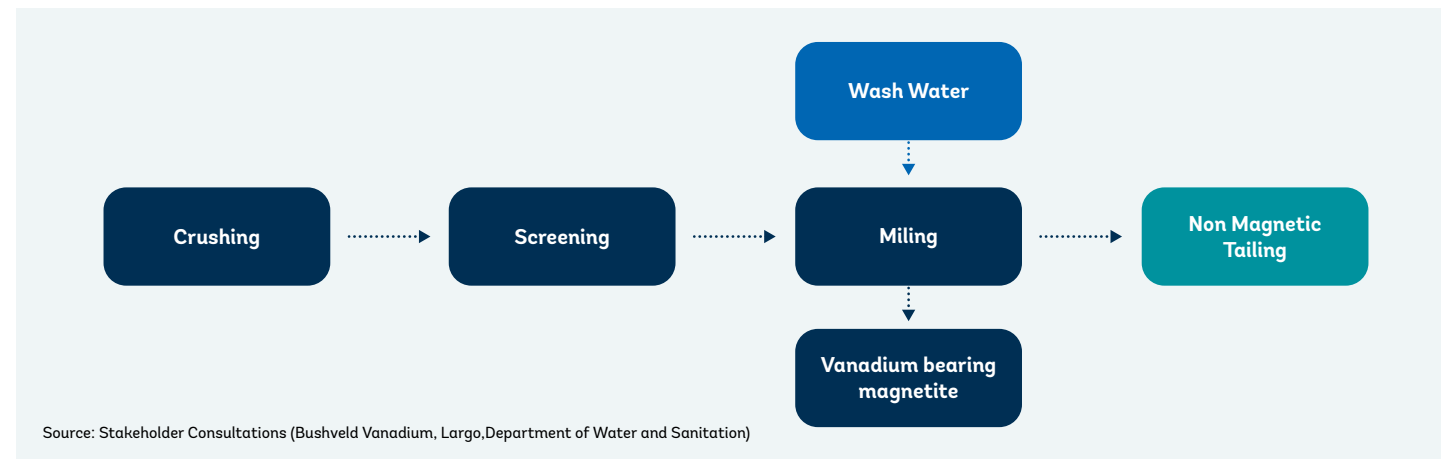 Wash Water
Crushing
Screening
Miling
Non Magnetic
Tailing
Vanadium bearing
magnetite
Source: Stakeholder Consultations (Bushveld Vanadium, Largo,Department of Water and Sanitation)